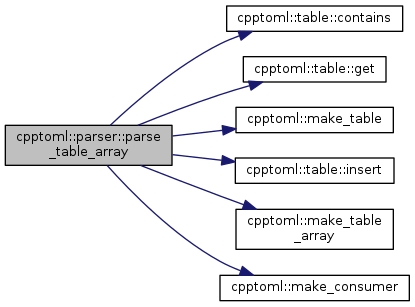 cpptoml::table::contains
cpptoml::table::get
cpptoml::parser::parse
_table_array
cpptoml::make_table
cpptoml::table::insert
cpptoml::make_table
_array
cpptoml::make_consumer